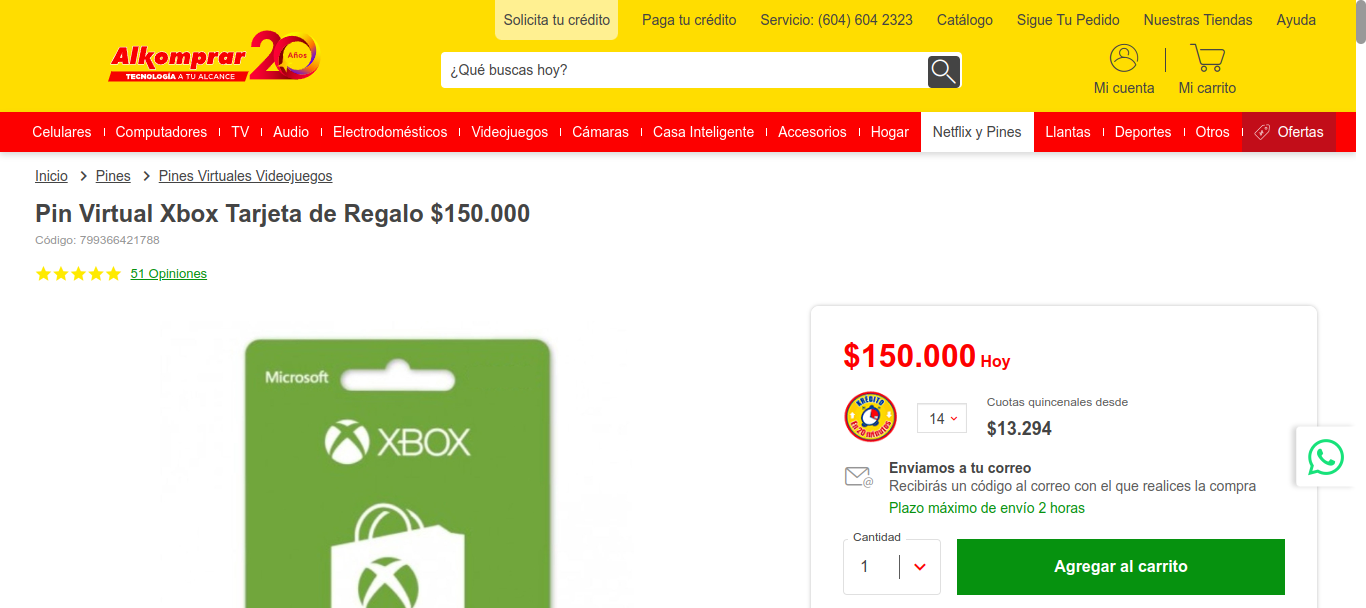 Solicita tu crédito Paga tu crédito Servicio: (604) 604 2323 Catálogo Sigue Tu Pedido Nuestras Tiendas Ayuda
Alkomprar 20 Años
TECNOLOGÍA A TU ALCANCE
¿Qué buscas hoy?
Mi cuenta Mi carrito
Celulares Computadores TV Audio Electrodomésticos Videojuegos Cámaras Casa Inteligente Accesorios Hogar Netflix y Pines Llantas Deportes Otros Ofertas
Inicio Pines Pines Virtuales Videojuegos
Pin Virtual Xbox Tarjeta de Regalo $150.000
Código: 799366421788
51 Opiniones
Microsoft
XBOX
$150.000 Hoy
KREDITO
En 20 minutos
14
Cuotas quincenales desde
$13.294
Enviamos a tu correo
Recibirás un código al correo con el que realices la compra
Plazo máximo de envío 2 horas
Cantidad
1
Agregar al carrito